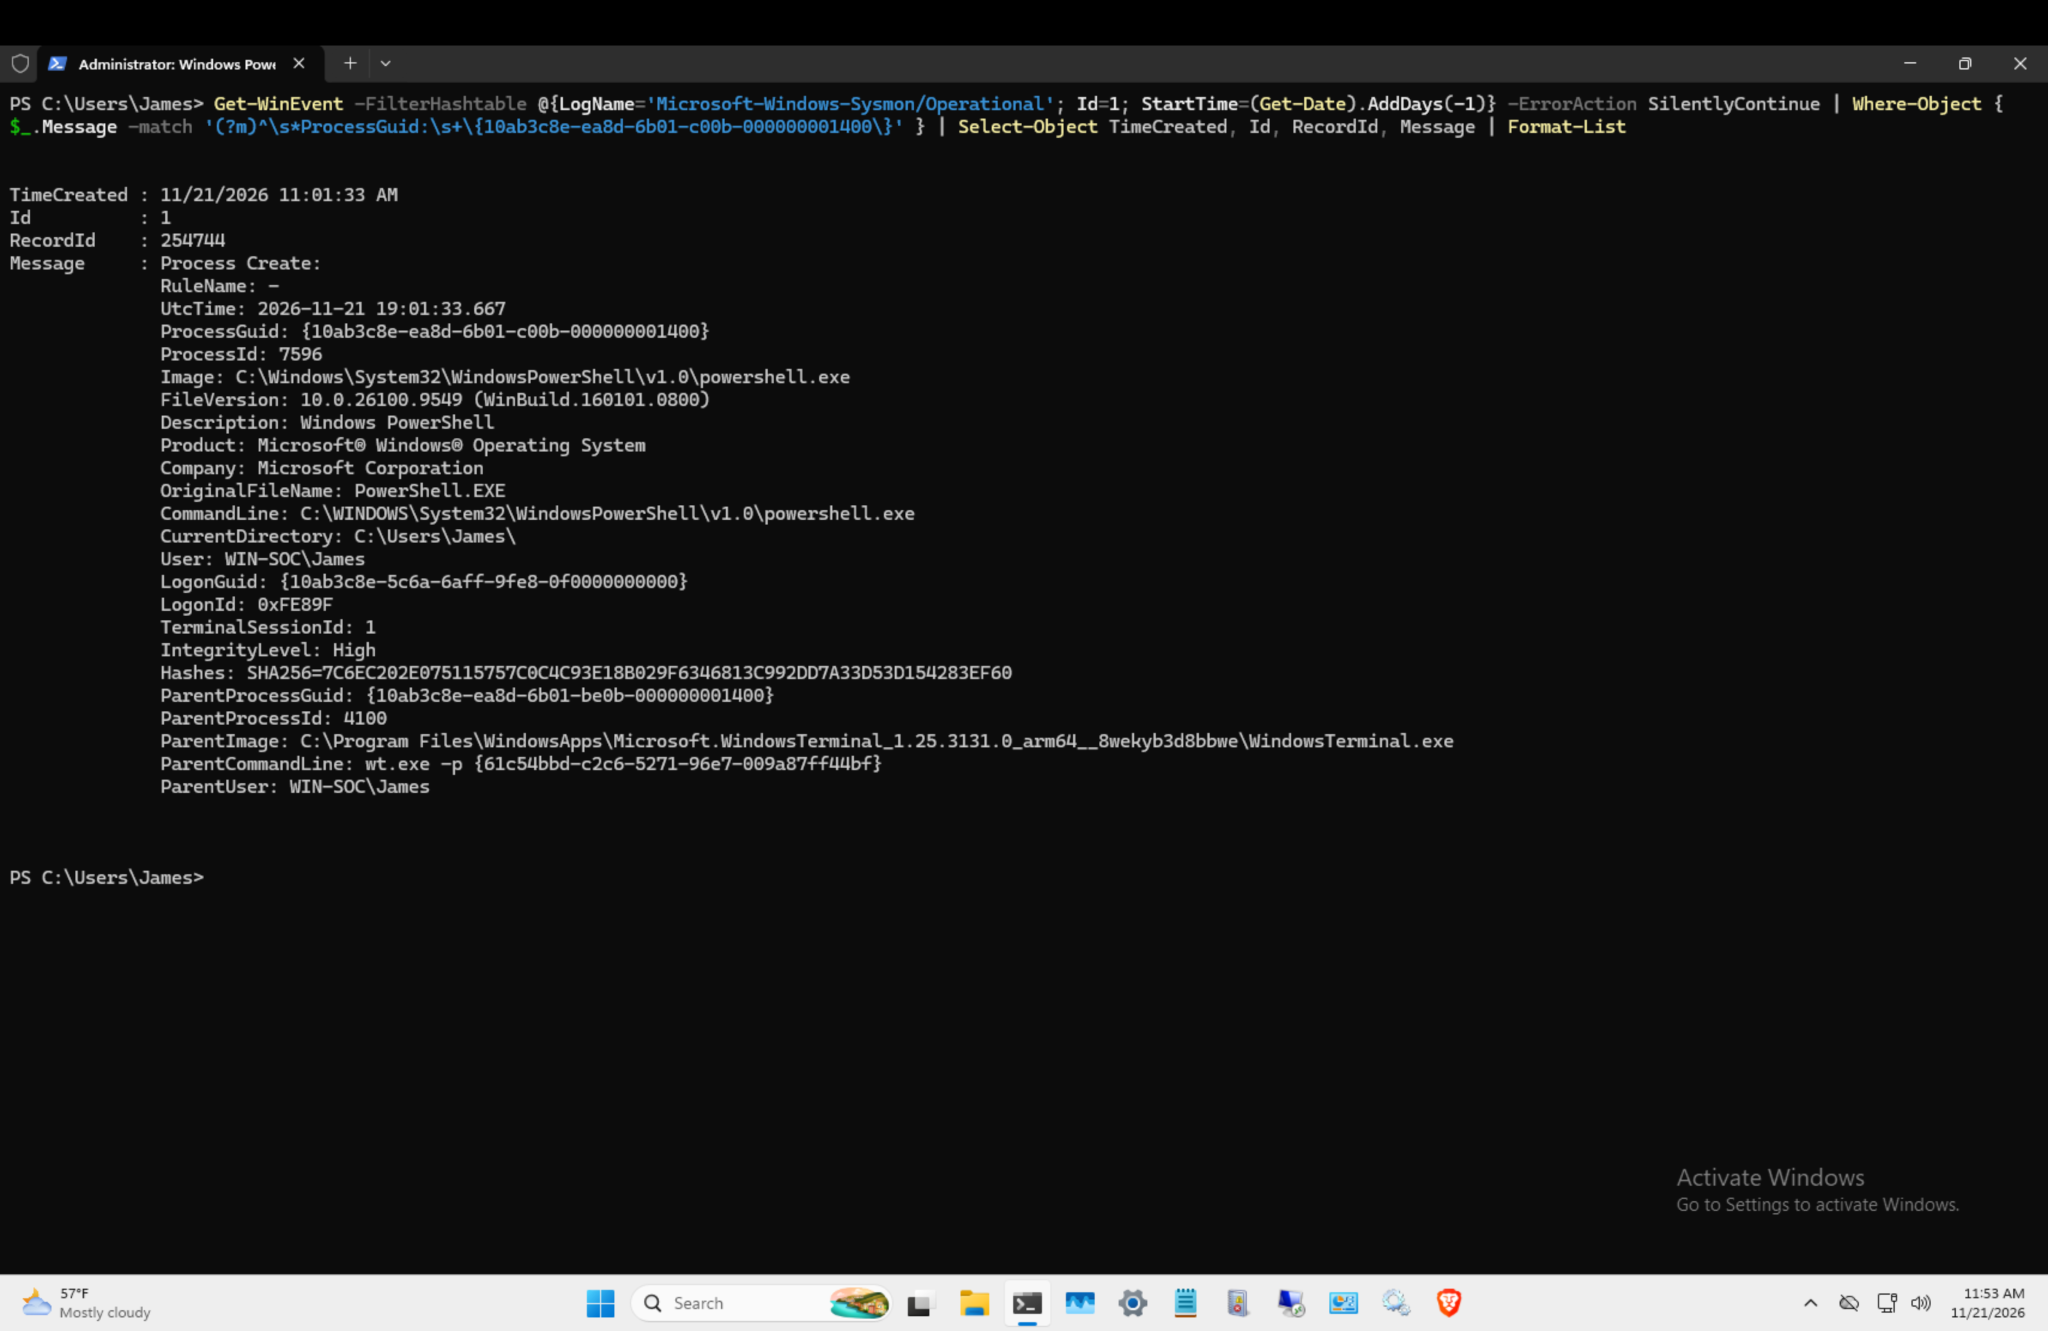 Administrator: Windows Powe
PS C:\Users\James> Get-WinEvent -FilterHashtable @{LogName='Microsoft-Windows-Sysmon/Operational'; Id=1; StartTime=(Get-Date).AddDays(-1)} -ErrorAction SilentlyContinue | Where-Object {
$_.Message -match '(?m)^\s*ProcessGuid:\s+\{10ab3c8e-ea8d-6b01-c00b-000000001400\}' } | Select-Object TimeCreated, Id, RecordId, Message | Format-List
TimeCreated : 11/21/2026 11:01:33 AM
Id : 1
RecordId : 254744
Message : Process Create:
RuleName: -
UtcTime: 2026-11-21 19:01:33.667
ProcessGuid: {10ab3c8e-ea8d-6b01-c00b-000000001400}
ProcessId: 7596
Image: C:\Windows\System32\WindowsPowerShell\v1.0\powershell.exe
FileVersion: 10.0.26100.9549 (WinBuild.160101.0800)
Description: Windows PowerShell
Product: Microsoft® Windows® Operating System
Company: Microsoft Corporation
OriginalFileName: PowerShell.EXE
CommandLine: C:\WINDOWS\System32\WindowsPowerShell\v1.0\powershell.exe
CurrentDirectory: C:\Users\James\
User: WIN-SOC\James
LogonGuid: {10ab3c8e-5c6a-6aff-9fe8-0f0000000000}
LogonId: 0xFE89F
TerminalSessionId: 1
IntegrityLevel: High
Hashes: SHA256=7C6EC202E075115757C0C4C93E18B029F6346813C992DD7A33D53D154283EF60
ParentProcessGuid: {10ab3c8e-ea8d-6b01-be0b-000000001400}
ParentProcessId: 4100
ParentImage: C:\Program Files\WindowsApps\Microsoft.WindowsTerminal_1.25.3131.0_arm64__8wekyb3d8bbwe\WindowsTerminal.exe
ParentCommandLine: wt.exe -p {61c54bbd-c2c6-5271-96e7-009a87ff44bf}
ParentUser: WIN-SOC\James
PS C:\Users\James>
Activate Windows
Go to Settings to activate Windows.
57°F
Mostly cloudy
Search
11:53 AM
11/21/2026